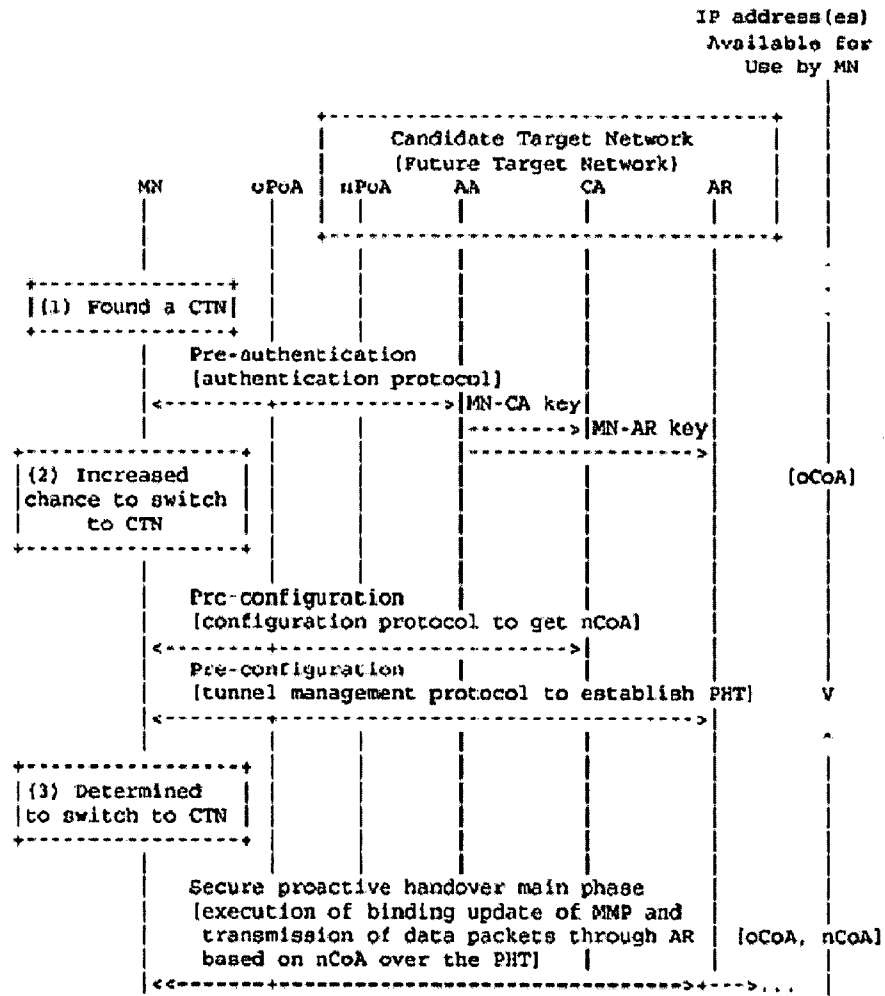 IP address(es)
Available for
Use by MN
Candidate Target Network
(Future Target Network)
MN oPoA nPoA AA CA AR
(1) Found a CTN
Pre-authentication
[authentication protocol]
MN-CA key
MN-AR key
(2) Increased
chance to switch
to CTN
[oCoA]
Pre-configuration
[configuration protocol to get nCoA]
Pre-configuration
[tunnel management protocol to establish PHT] V
(3) Determined
to switch to CTN
Secure proactive handover main phase
[execution of binding update of MMP and
transmission of data packets through AR [oCoA, nCoA]
based on nCoA over the PHT]
. . .